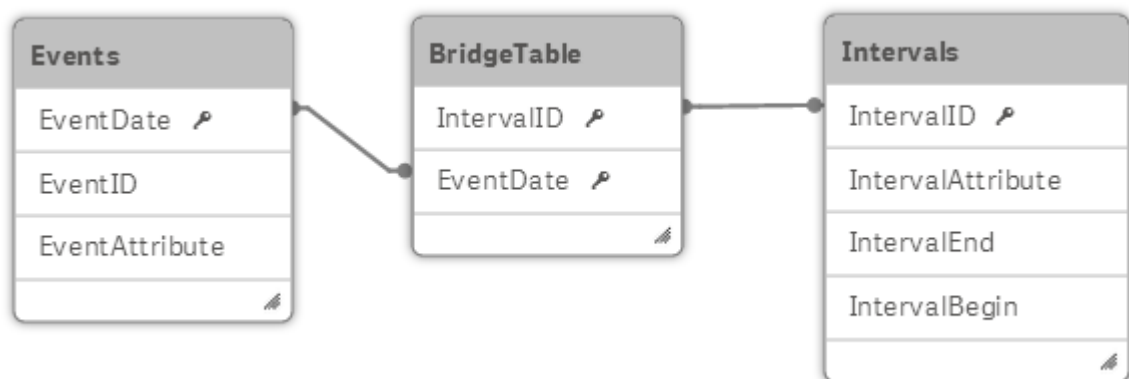 Events
EventDate
EventID
EventAttribute
BridgeTable
IntervalID
EventDate
Intervals
IntervalID
IntervalAttribute
IntervalEnd
IntervalBegin